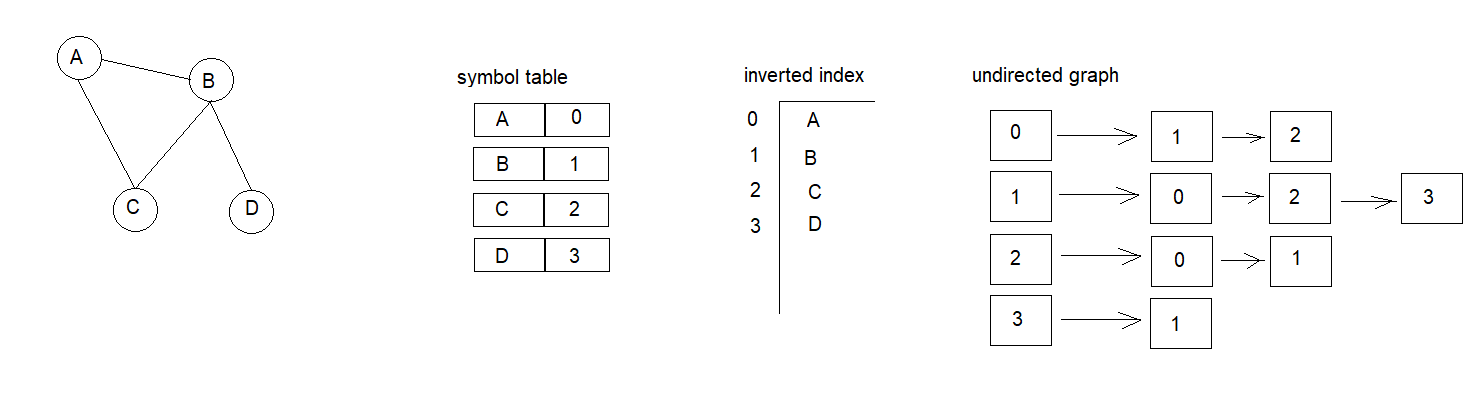 A
B
C
D
symbol table
A 0
B 1
C 2
D 3
inverted index
0 A
1 B
2 C
3 D
undirected graph
0 1 2
1 0 2 3
2 0 1
3 1